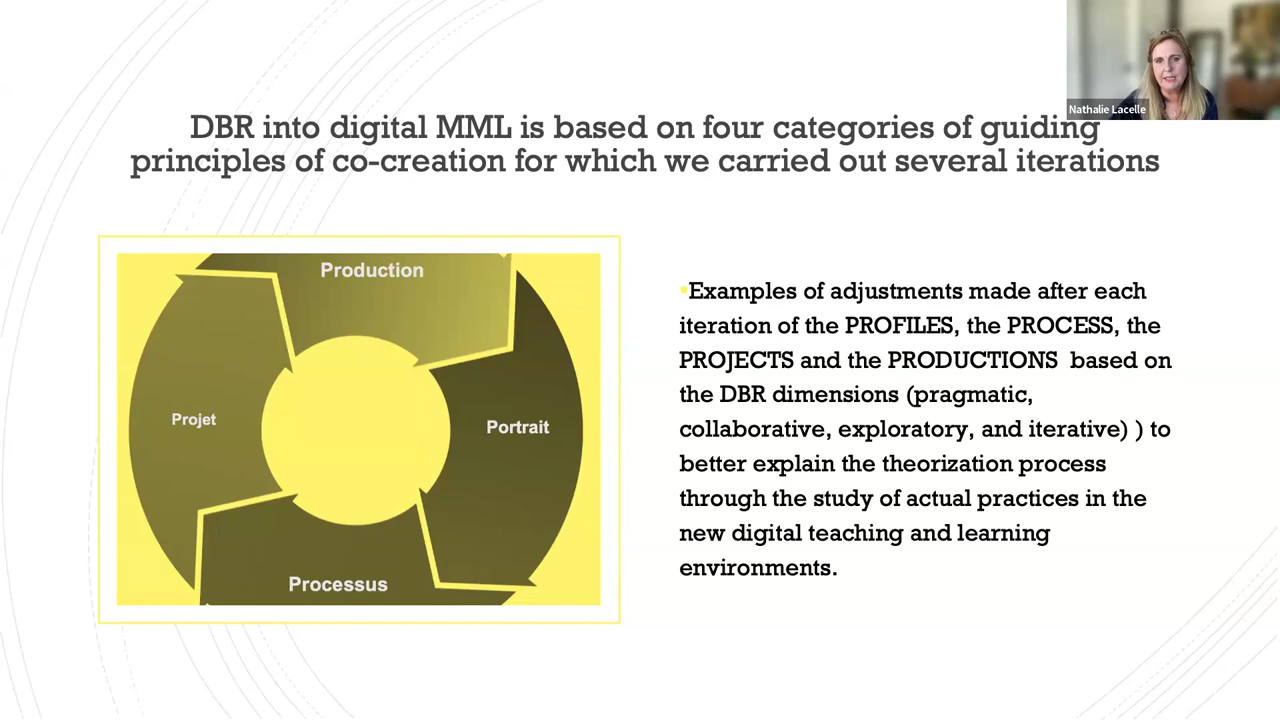 Nathalie Lacelle
DBR into digital MML is based on four categories of guiding
principles of co-creation for which we carried out several iterations
Production
Projet
Portrait
Processus
▪Examples of adjustments made after each
iteration of the PROFILES, the PROCESS, the
PROJECTS and the PRODUCTIONS  based on
the DBR dimensions (pragmatic,
collaborative, exploratory, and iterative) ) to
better explain the theorization process
through the study of actual practices in the
new digital teaching and learning
environments.